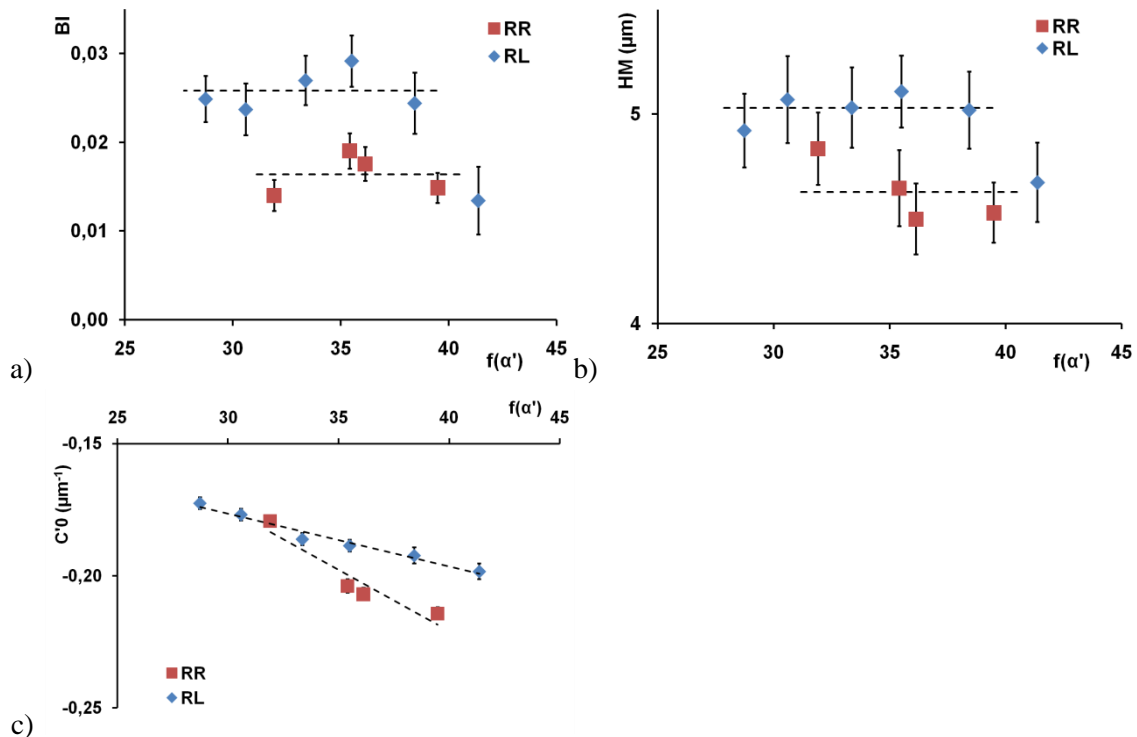 BI
0,03
0,02
0,01
0,00
25 30 35 40 45
f(α')
RR
RL
a)
HM (µm)
5
4
25 30 35 40 45
f(α')
RR
RL
b)
25 30 35 40 45
f(α')
-0,15
-0,20
-0,25
C'0 (µm⁻¹)
RR
RL
c)